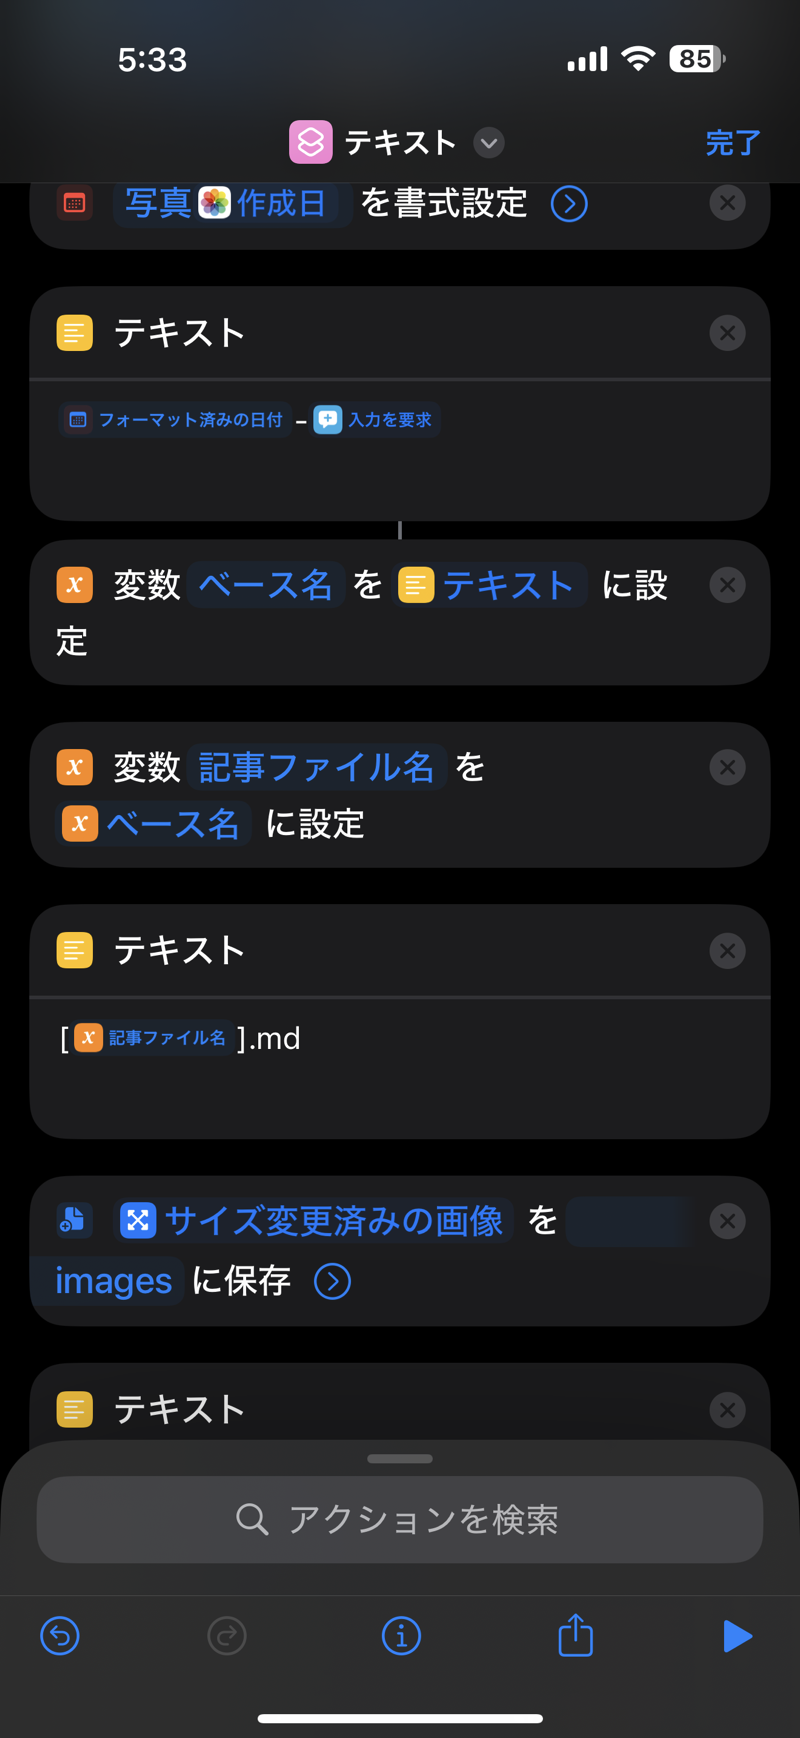 5:33
85
テキスト
完了
写真 作成日 を書式設定
テキスト
フォーマット済みの日付 – 入力を要求
x 変数 ベース名 を テキスト に設
定
x 変数 記事ファイル名 を
x ベース名 に設定
テキスト
[ x 記事ファイル名 ].md
サイズ変更済みの画像 を
images に保存
テキスト
アクションを検索